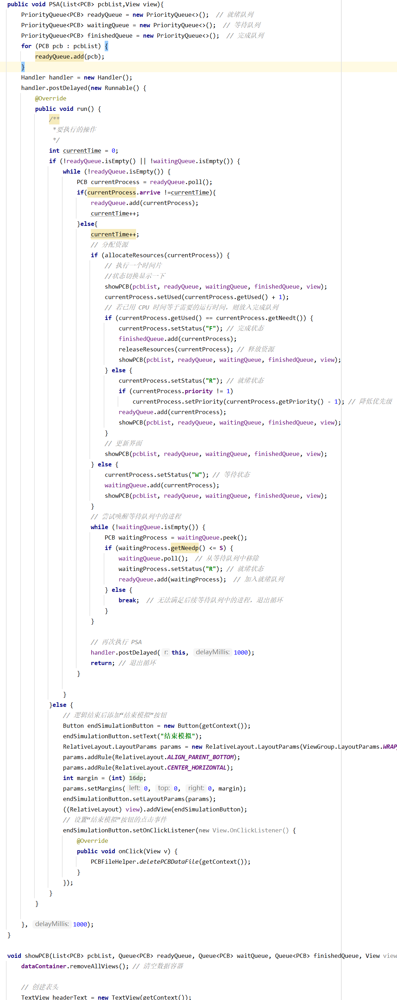 public void PSA(List<PCB> pcbList,View view){
PriorityQueue<PCB> readyQueue = new PriorityQueue<>();  // 就绪队列
PriorityQueue<PCB> waitingQueue = new PriorityQueue<>();  // 等待队列
PriorityQueue<PCB> finishedQueue = new PriorityQueue<>();  // 完成队列
for (PCB pcb : pcbList) {
readyQueue.add(pcb);
}
Handler handler = new Handler();
handler.postDelayed(new Runnable() {
@Override
public void run() {
/**
*要执行的操作
*/
int currentTime = 0;
if (!readyQueue.isEmpty() || !waitingQueue.isEmpty()) {
while (!readyQueue.isEmpty()) {
PCB currentProcess = readyQueue.poll();
if(currentProcess.arrive !=currentTime){
readyQueue.add(currentProcess);
currentTime++;
}else{
currentTime++;
// 分配资源
if (allocateResources(currentProcess)) {
// 执行一个时间片
//状态切换显示一下
showPCB(pcbList, readyQueue, waitingQueue, finishedQueue, view);
currentProcess.setUsed(currentProcess.getUsed() + 1);
// 若已用 CPU 时间等于需要的运行时间，则放入完成队列
if (currentProcess.getUsed() == currentProcess.getNeedt()) {
currentProcess.setStatus("F"); // 完成状态
finishedQueue.add(currentProcess);
releaseResources(currentProcess); // 释放资源
showPCB(pcbList, readyQueue, waitingQueue, finishedQueue, view);
} else {
currentProcess.setStatus("R"); // 就绪状态
if (currentProcess.priority != 1)
currentProcess.setPriority(currentProcess.getPriority() - 1); // 降低优先级
readyQueue.add(currentProcess);
showPCB(pcbList, readyQueue, waitingQueue, finishedQueue, view);
}
// 更新界面
showPCB(pcbList, readyQueue, waitingQueue, finishedQueue, view);
} else {
currentProcess.setStatus("W"); // 等待状态
waitingQueue.add(currentProcess);
showPCB(pcbList, readyQueue, waitingQueue, finishedQueue, view);
}
// 尝试唤醒等待队列中的进程
while (!waitingQueue.isEmpty()) {
PCB waitingProcess = waitingQueue.peek();
if (waitingProcess.getNeedp() <= S) {
waitingQueue.poll();  // 从等待队列中移除
waitingProcess.setStatus("R"); // 就绪状态
readyQueue.add(waitingProcess);  // 加入就绪队列
} else {
break;  // 无法满足后续等待队列中的进程，退出循环
}
}
// 再次执行 PSA
handler.postDelayed( r: this, delayMillis: 1000);
return; // 退出循环
}
}
}else {
// 逻辑结束后添加“结束模拟”按钮
Button endSimulationButton = new Button(getContext());
endSimulationButton.setText("结束模拟");
RelativeLayout.LayoutParams params = new RelativeLayout.LayoutParams(ViewGroup.LayoutParams.WRAP_
params.addRule(RelativeLayout.ALIGN_PARENT_BOTTOM);
params.addRule(RelativeLayout.CENTER_HORIZONTAL);
int margin = (int) 16dp;
params.setMargins( left: 0, top: 0, right: 0, margin);
endSimulationButton.setLayoutParams(params);
((RelativeLayout) view).addView(endSimulationButton);
// 设置“结束模拟”按钮的点击事件
endSimulationButton.setOnClickListener(new View.OnClickListener() {
@Override
public void onClick(View v) {
PCBFileHelper.deletePCBDataFile(getContext());
}
});
}
}
}, delayMillis: 1000);
}
void showPCB(List<PCB> pcbList, Queue<PCB> readyQueue, Queue<PCB> waitQueue, Queue<PCB> finishedQueue, View view
dataContainer.removeAllViews(); // 清空数据容器
// 创建表头
TextView headerText = new TextView(getContext());